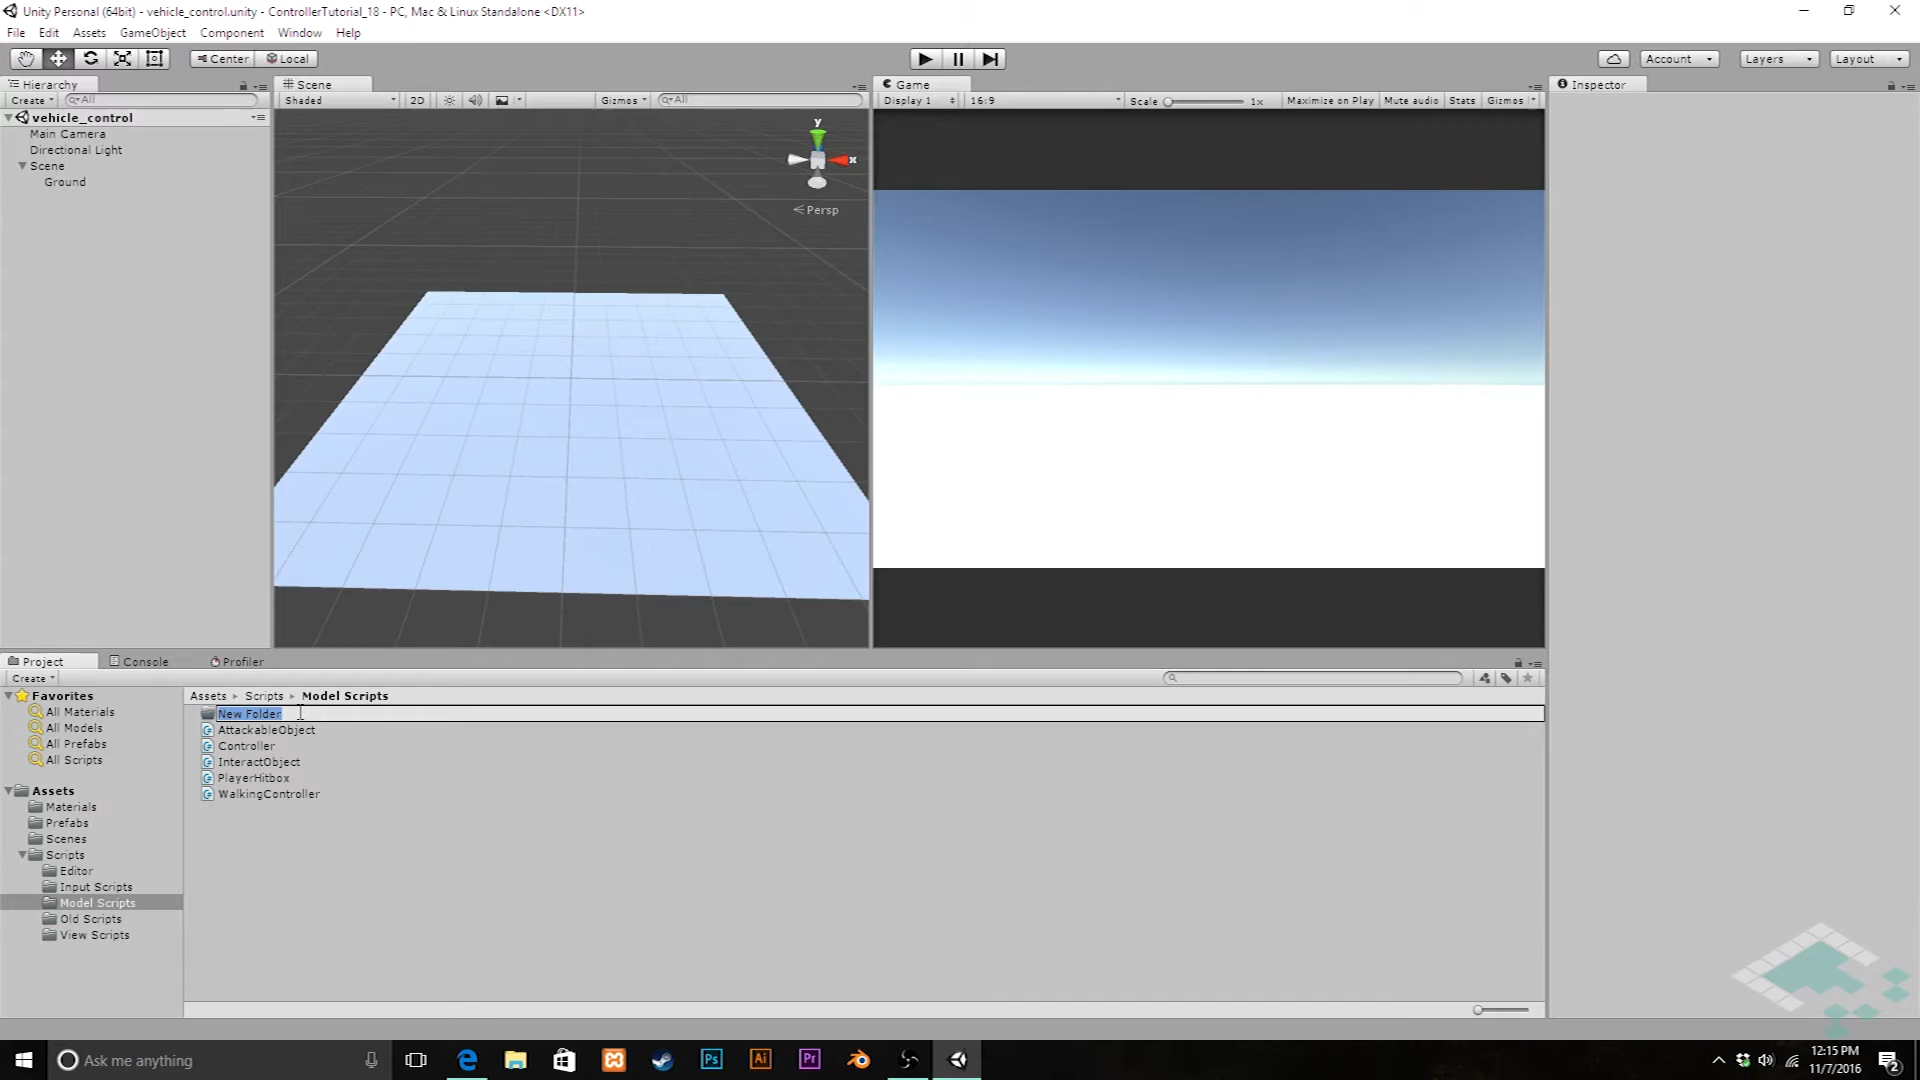 Unity Personal (64bit) - vehicle_control.unity - ControllerTutorial_18 - PC, Mac & Linux Standalone <DX11>
File Edit Assets GameObject Component Window Help
Center Local Account Layers Layout
Hierarchy
Create All
vehicle_control
Main Camera
Directional Light
Scene
Ground
Scene
Shaded 2D Gizmos All
y
x
Persp
Game
Display 1 16:9 Scale 1x Maximize on Play Mute audio Stats Gizmos
Inspector
Project Console Profiler
Create
Favorites
All Materials
All Models
All Prefabs
All Scripts
Assets
Materials
Prefabs
Scenes
Scripts
Editor
Input Scripts
Model Scripts
Old Scripts
View Scripts
Assets Scripts Model Scripts
New Folder
AttackableObject
Controller
InteractObject
PlayerHitbox
WalkingController
Ask me anything
Ps Ai Pr
12:15 PM
11/7/2016
2